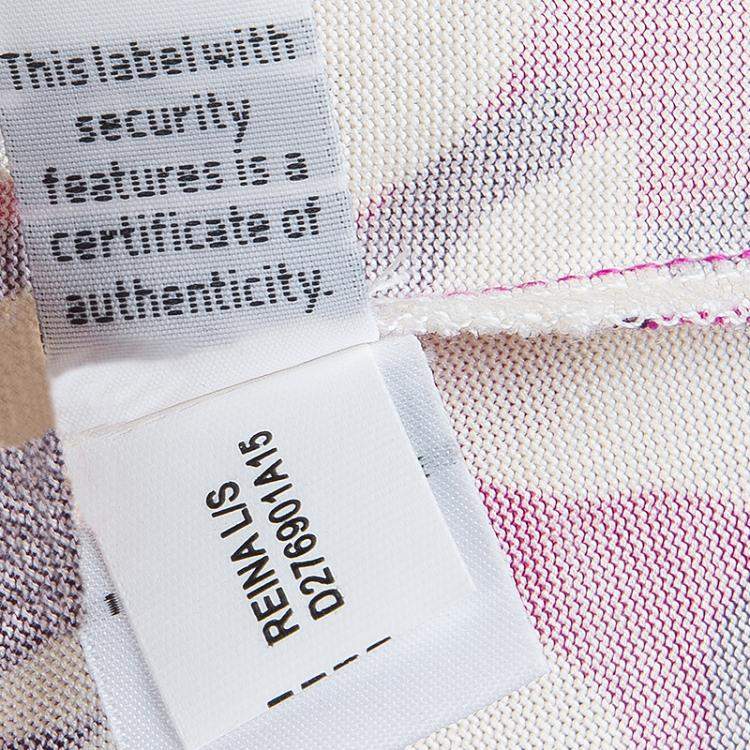 This label with
security
features is a
certificate of
authenticity.
REINA L/S
D276901A15